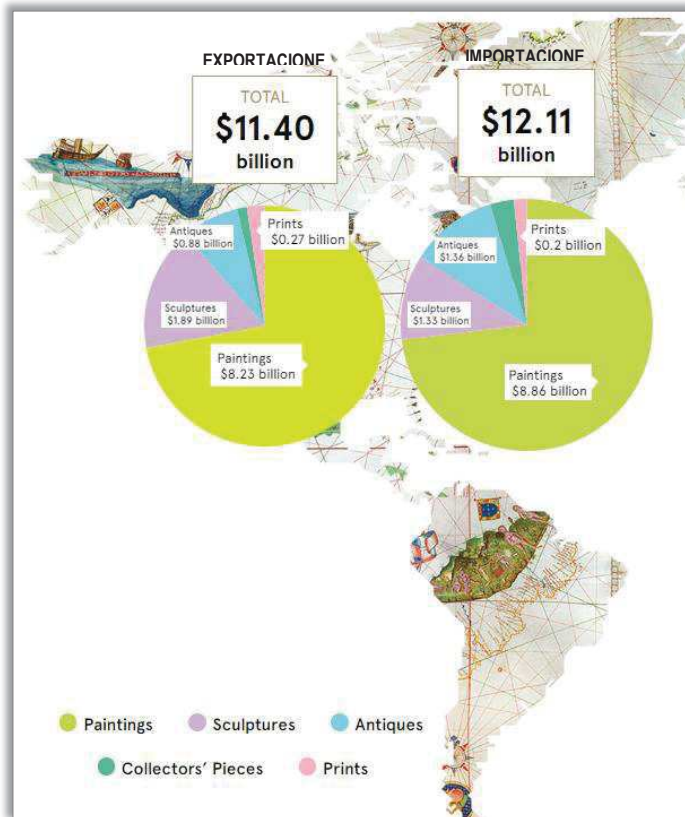 EXPORTACIONE
TOTAL
$11.40
billion
IMPORTACIONE
TOTAL
$12.11
billion
Prints
$0.27 billion
Antiques
$0.88 billion
Sculptures
$1.89 billion
Paintings
$8.23 billion
Prints
$0.2 billion
Antiques
$1.36 billion
Sculptures
$1.33 billion
Paintings
$8.86 billion
Paintings
Sculptures
Antiques
Collectors' Pieces
Prints